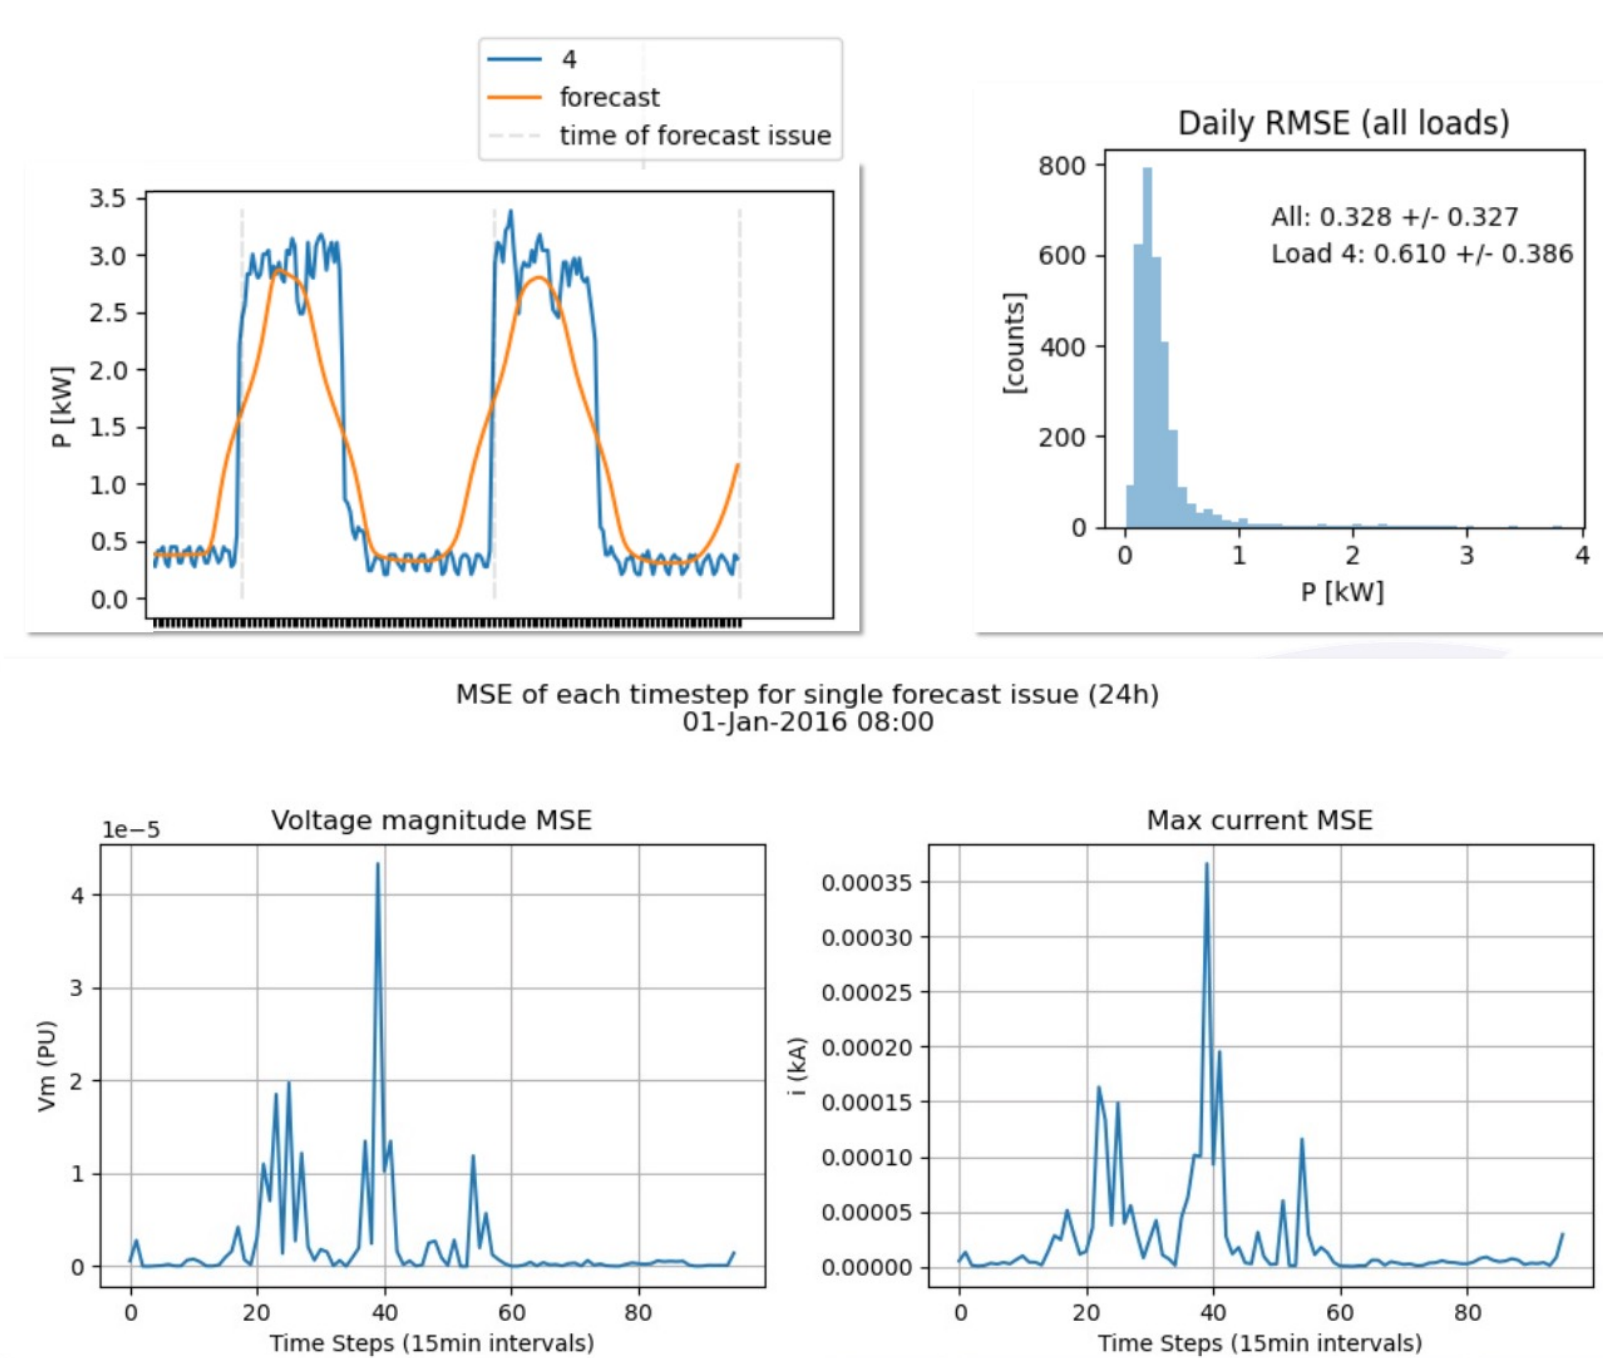 4
forecast
time of forecast issue
3.5
3.0
2.5
2.0
1.5
1.0
0.5
0.0
P [kW]
Daily RMSE (all loads)
800
600
400
200
0
[counts]
All: 0.328 +/- 0.327
Load 4: 0.610 +/- 0.386
0 1 2 3 4
P [kW]
MSE of each timestep for single forecast issue (24h)
01-Jan-2016 08:00
Voltage magnitude MSE
1e−5
4
3
2
1
0
Vm (PU)
0 20 40 60 80
Time Steps (15min intervals)
Max current MSE
0.00035
0.00030
0.00025
0.00020
0.00015
0.00010
0.00005
0.00000
i (kA)
0 20 40 60 80
Time Steps (15min intervals)